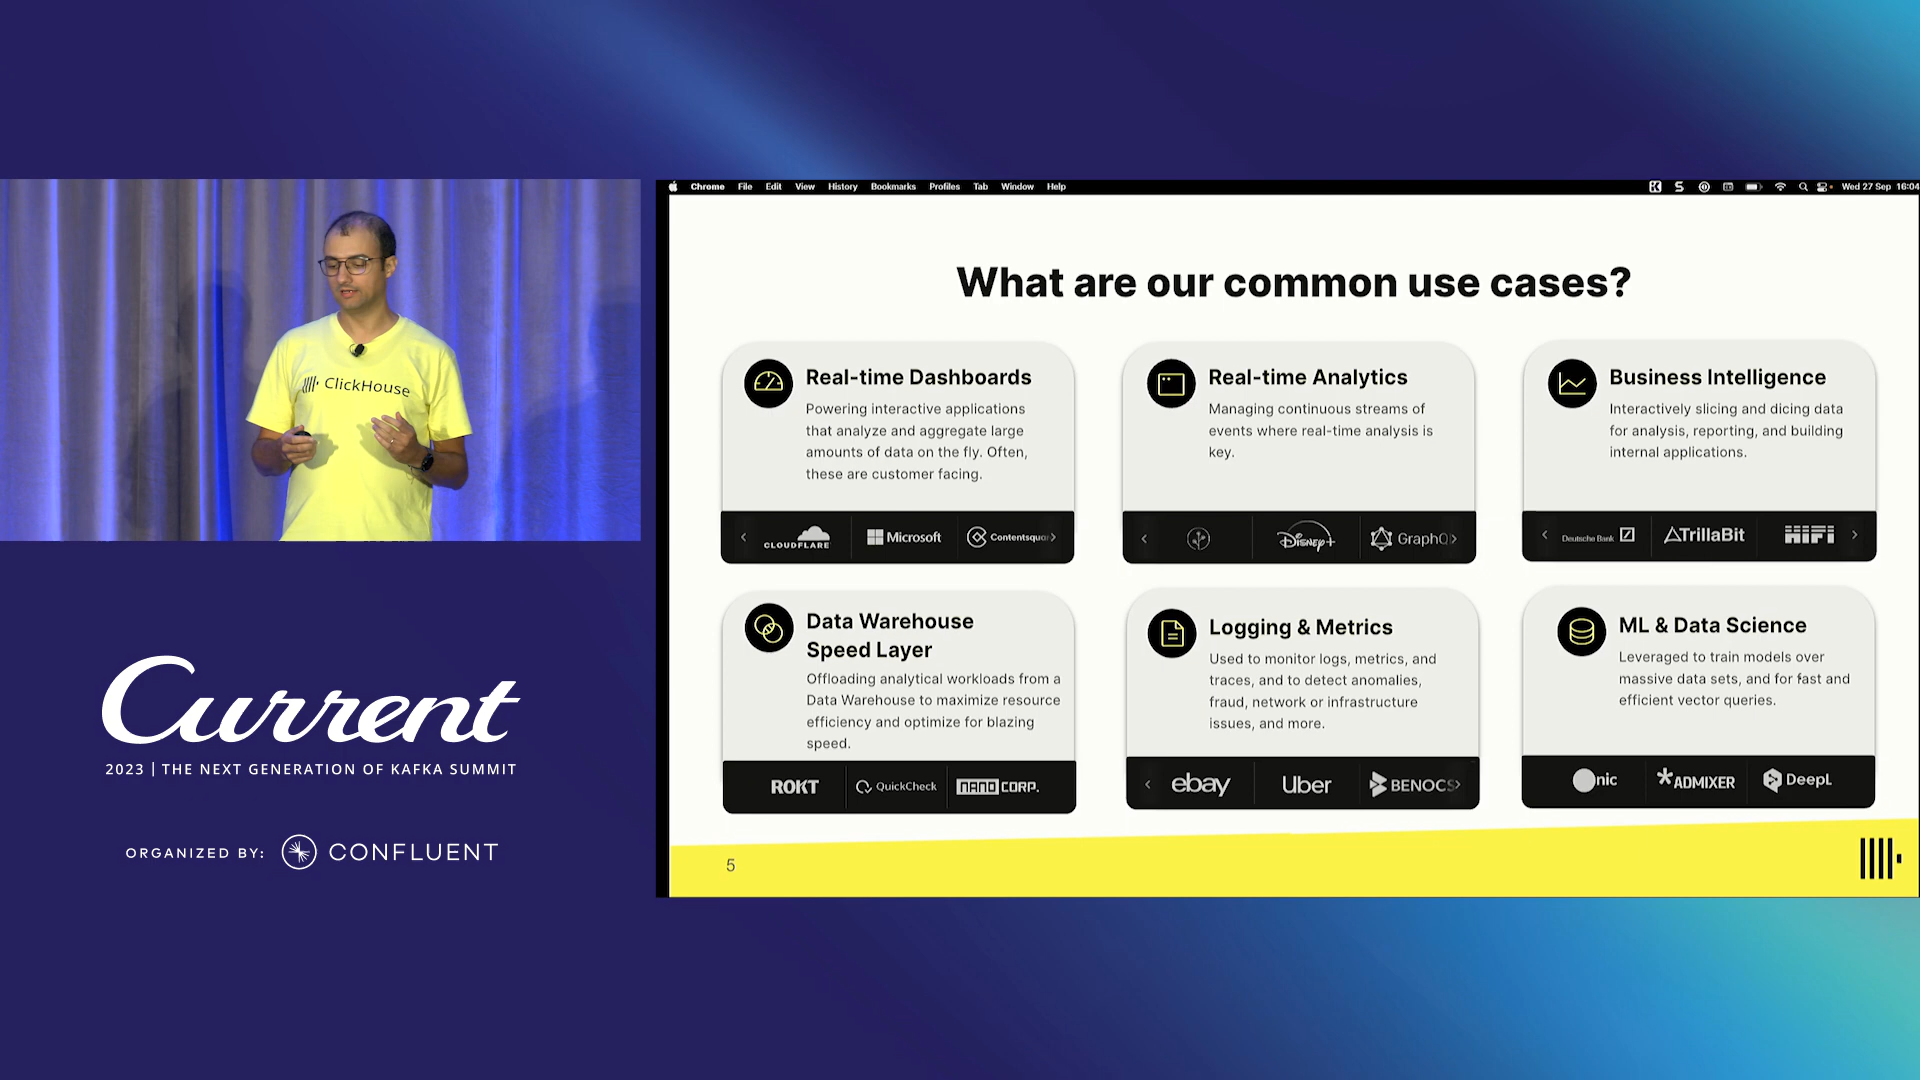 Chrome File Edit View History Bookmarks Profiles Tab Window Help
Wed 27 Sep 16:04
What are our common use cases?
Real-time Dashboards
Powering interactive applications
that analyze and aggregate large
amounts of data on the fly. Often,
these are customer facing.
CLOUDFLARE
Microsoft
Contentsquar
Real-time Analytics
Managing continuous streams of
events where real-time analysis is
key.
Disney+
GraphQ
Business Intelligence
Interactively slicing and dicing data
for analysis, reporting, and building
internal applications.
Deutsche Bank
TrillaBit
HIFI
Data Warehouse
Speed Layer
Offloading analytical workloads from a
Data Warehouse to maximize resource
efficiency and optimize for blazing
speed.
ROKT
QuickCheck
NANO CORP.
Logging & Metrics
Used to monitor logs, metrics, and
traces, and to detect anomalies,
fraud, network or infrastructure
issues, and more.
ebay
Uber
BENOCS
ML & Data Science
Leveraged to train models over
massive data sets, and for fast and
efficient vector queries.
nic
ADMIXER
DeepL
5
ClickHouse
Current
2023 | THE NEXT GENERATION OF KAFKA SUMMIT
ORGANIZED BY: CONFLUENT